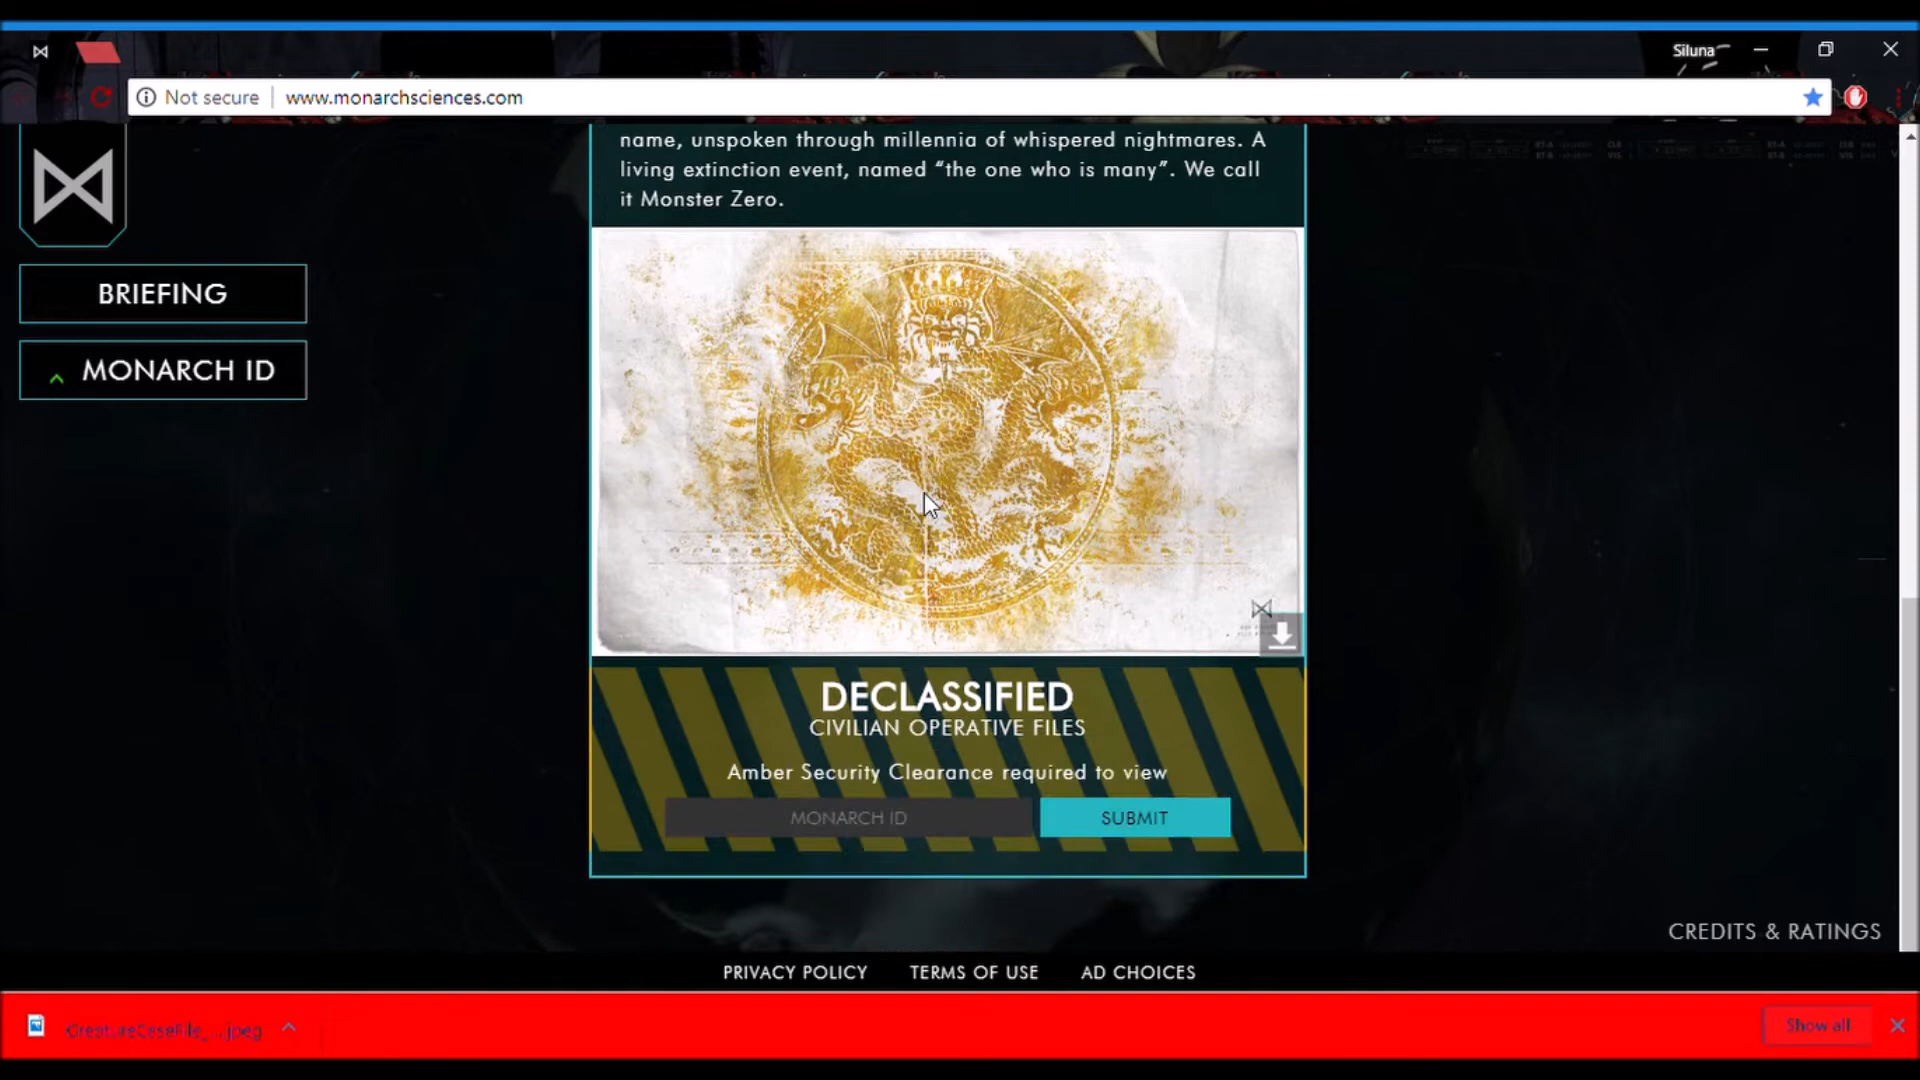 Siluna
Not secure
www.monarchsciences.com
name, unspoken through millennia of whispered nightmares. A
living extinction event, named “the one who is many”. We call
it Monster Zero.
BRIEFING
MONARCH ID
DECLASSIFIED
CIVILIAN OPERATIVE FILES
Amber Security Clearance required to view
MONARCH ID
SUBMIT
CREDITS & RATINGS
PRIVACY POLICY
TERMS OF USE
AD CHOICES
CreatureCaseFile_....jpeg
Show all